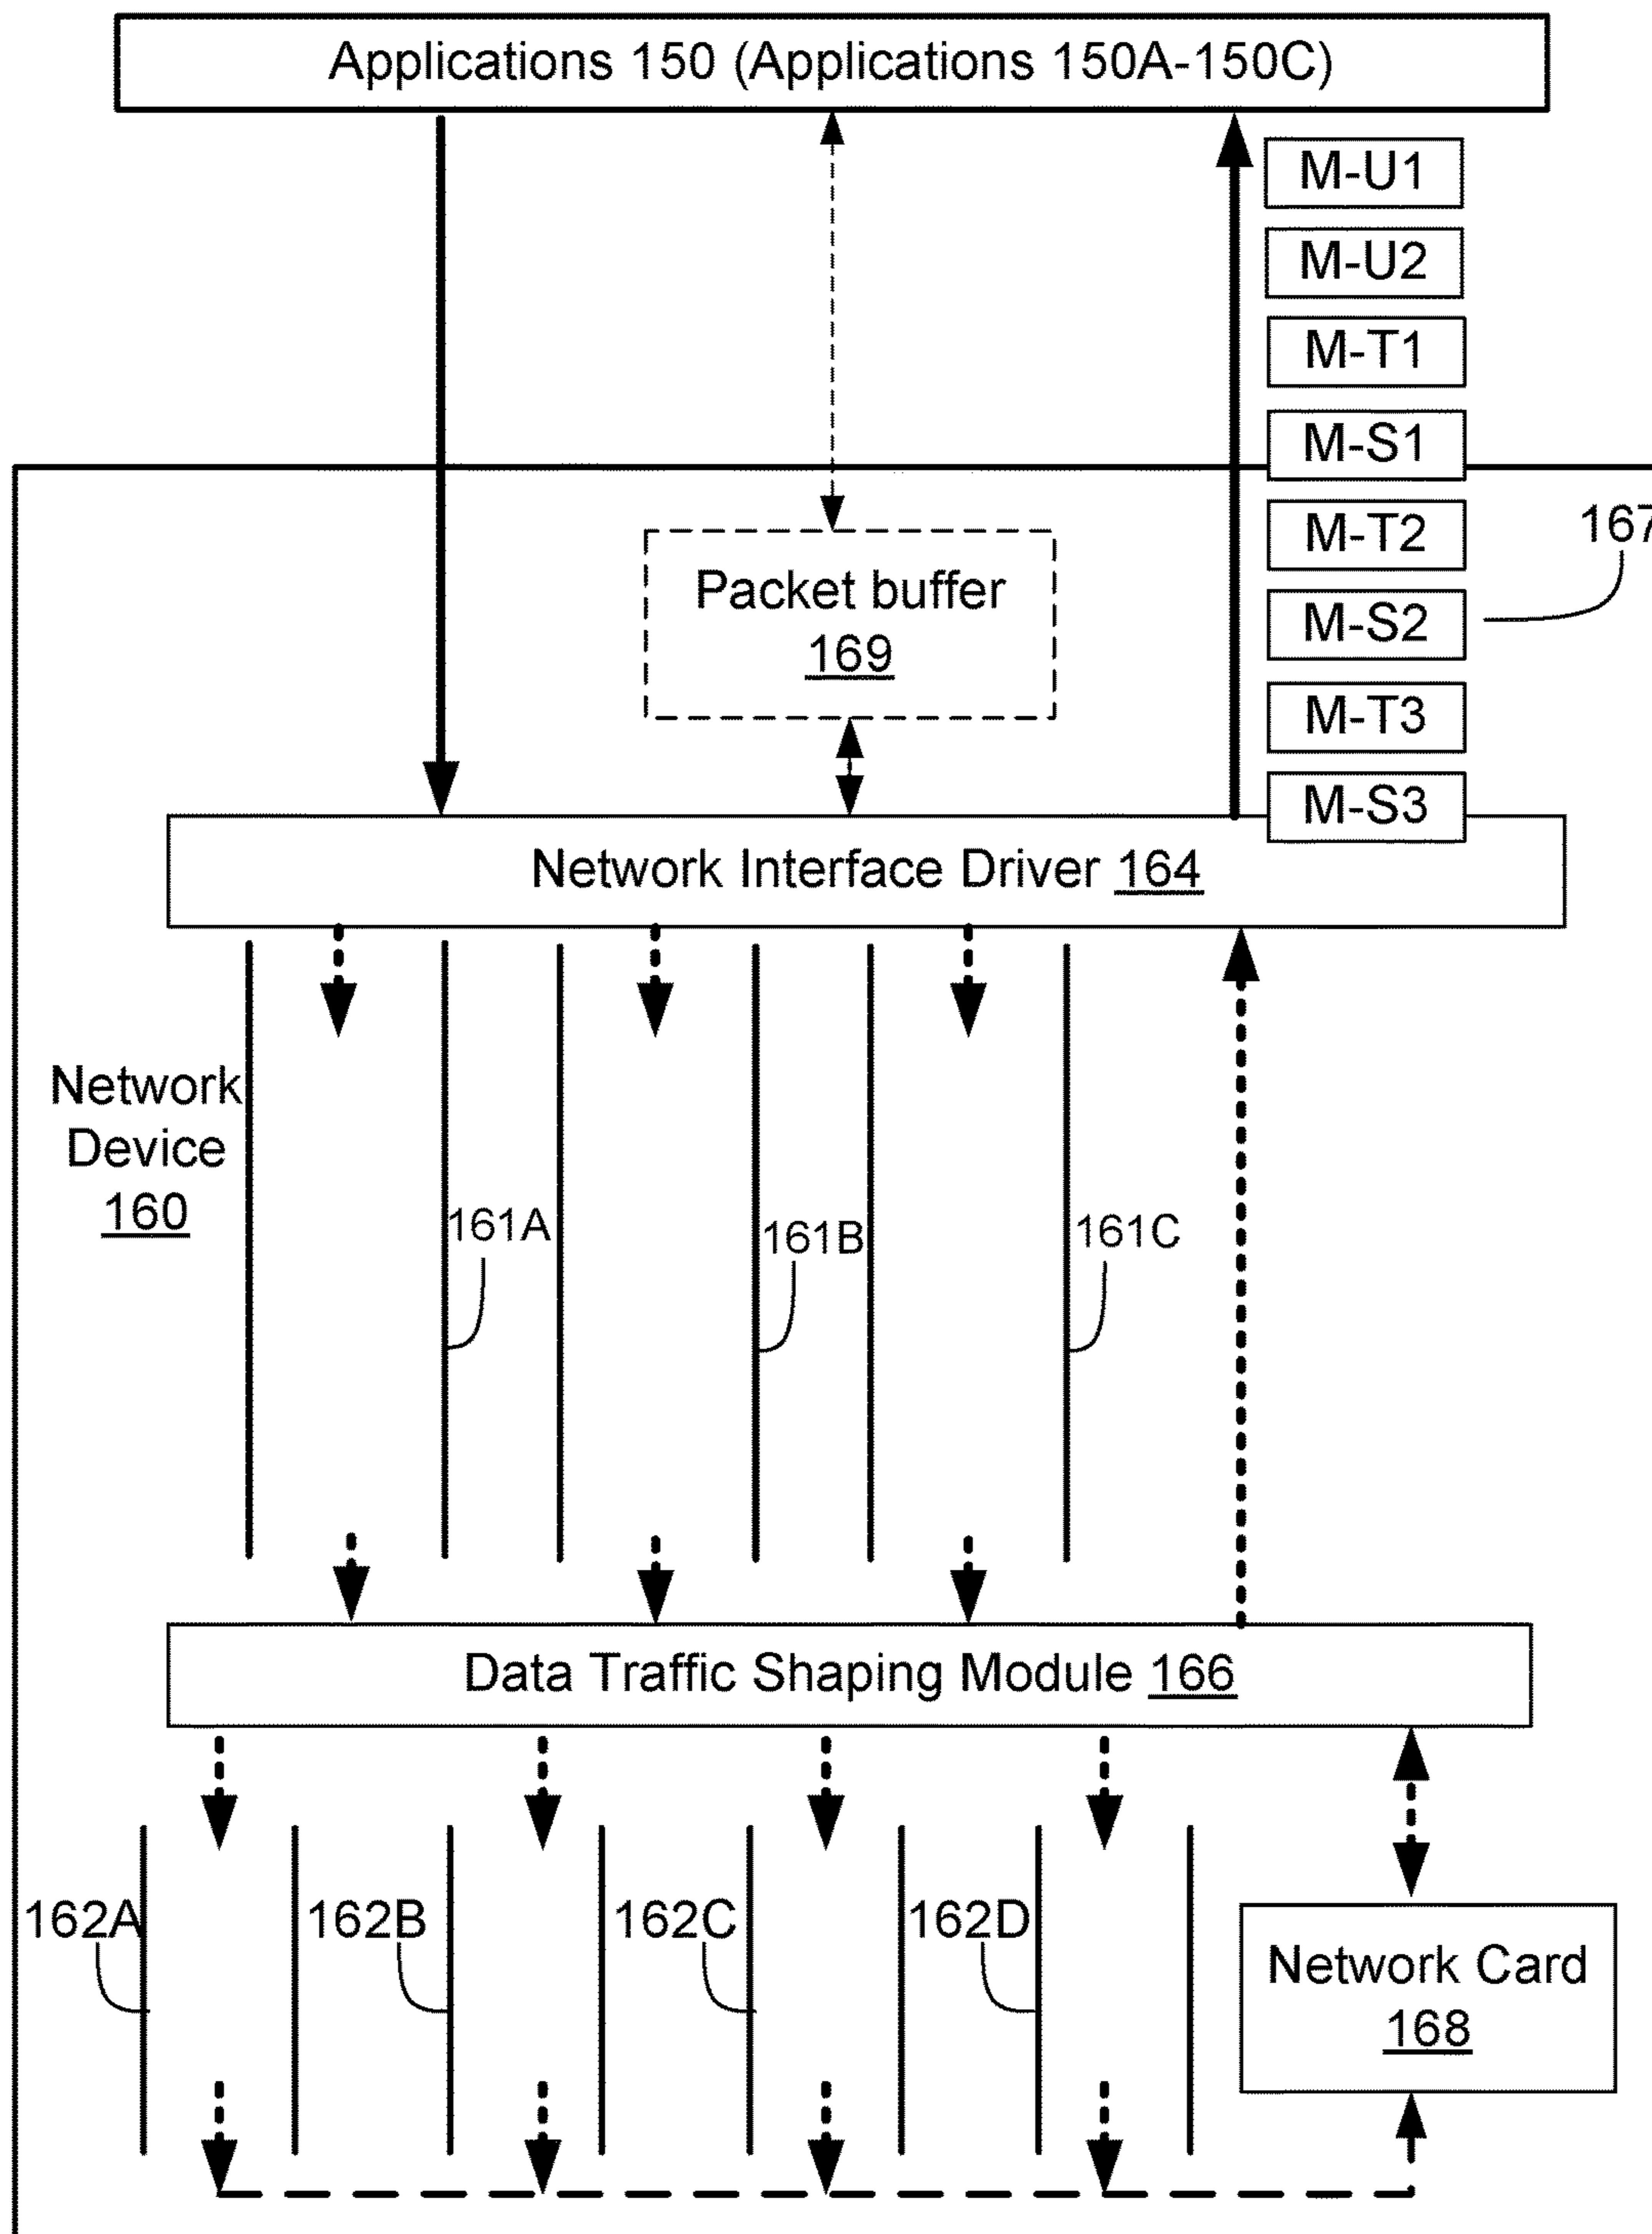 Applications 150 (Applications 150A-150C)
M-U1
M-U2
M-T1
M-S1
M-T2
167
M-S2
Packet buffer
169
M-T3
M-S3
Network Interface Driver 164
Network
Device
160
161A
161B
161C
Data Traffic Shaping Module 166
162A
162B
162C
162D
Network Card
168